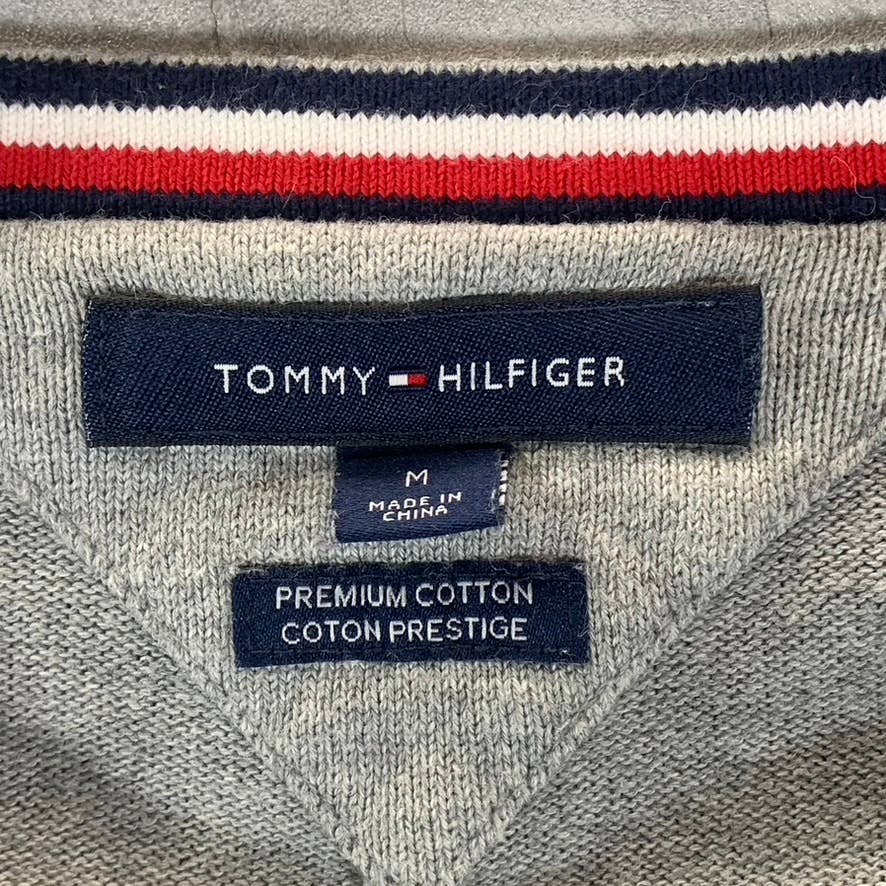 TOMMY HILFIGER
M
MADE IN
CHINA
PREMIUM COTTON
COTON PRESTIGE